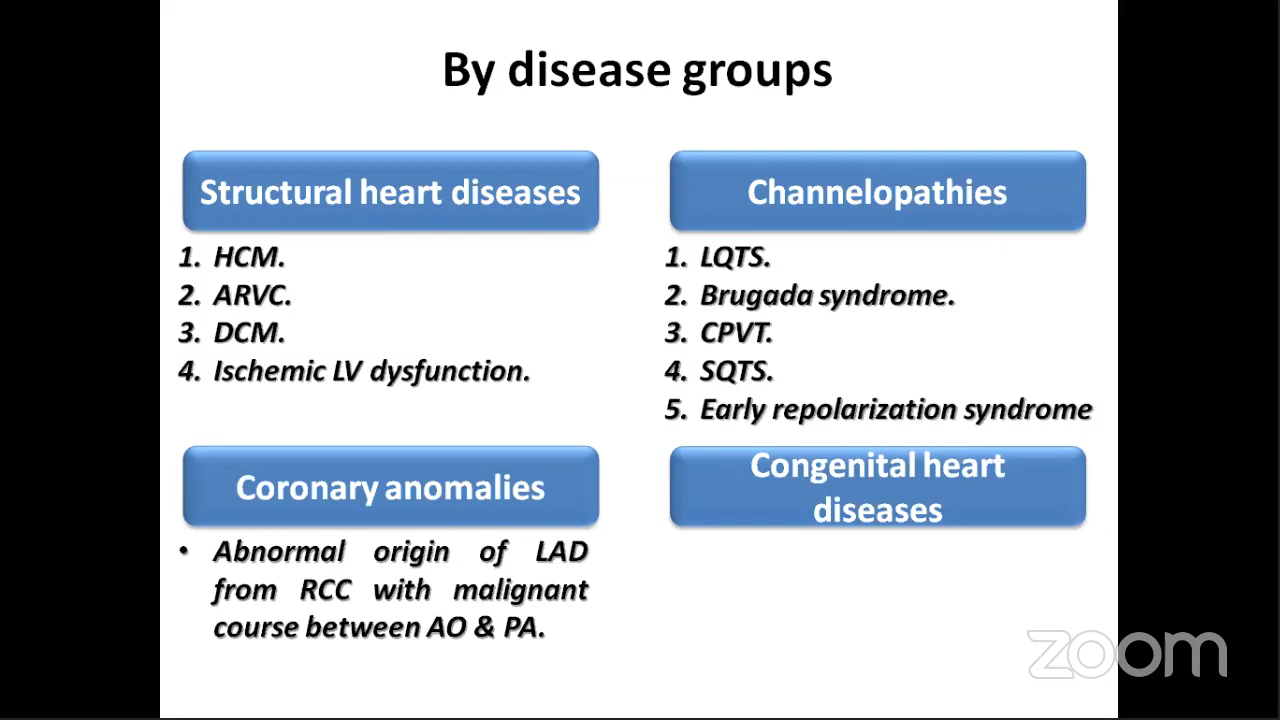 By disease groups
Structural heart diseases
1. HCM.
2. ARVC.
3. DCM.
4. Ischemic LV dysfunction.
Channelopathies
1. LQTS.
2. Brugada syndrome.
3. CPVT.
4. SQTS.
5. Early repolarization syndrome
Coronary anomalies
• Abnormal origin of LAD
from RCC with malignant
course between AO & PA.
Congenital heart
diseases
zoom